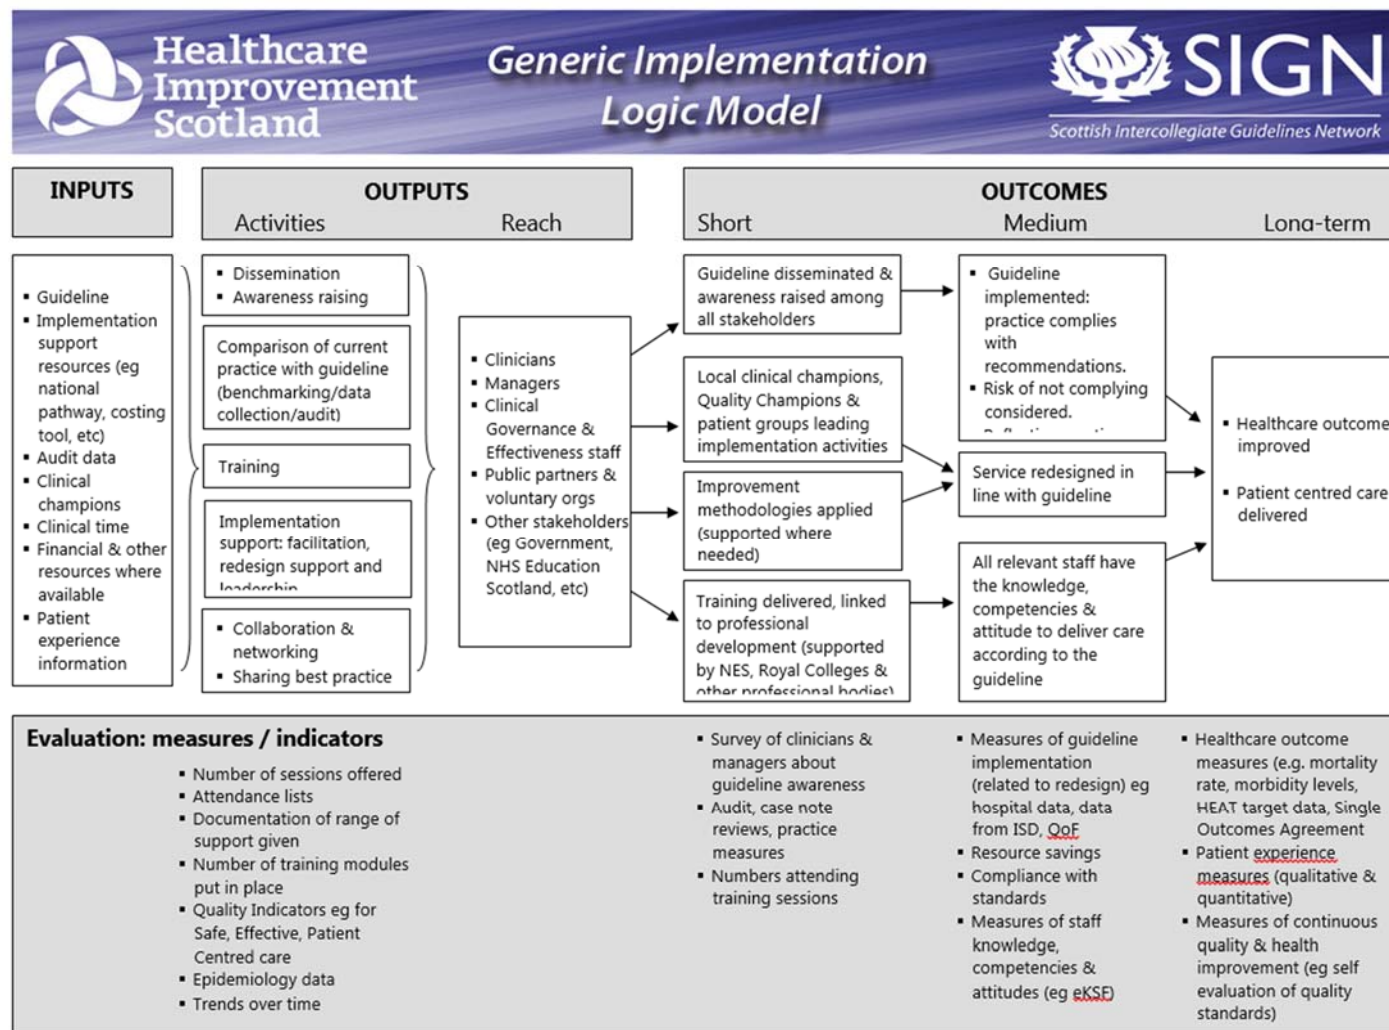 Healthcare
Improvement
Scotland
Generic Implementation
Logic Model
SIGN
Scottish Intercollegiate Guidelines Network
INPUTS
OUTPUTS
Activities
Reach
OUTCOMES
Short
Medium
Long-term
▪ Guideline
▪ Implementation
support
resources (eg
national
pathway, costing
tool, etc)
▪ Audit data
▪ Clinical
champions
▪ Clinical time
▪ Financial & other
resources where
available
▪ Patient
experience
information
▪ Dissemination
▪ Awareness raising
Comparison of current
practice with guideline
(benchmarking/data
collection/audit)
Training
Implementation
support: facilitation,
redesign support and
leadership
▪ Collaboration &
networking
▪ Sharing best practice
▪ Clinicians
▪ Managers
▪ Clinical
Governance &
Effectiveness staff
▪ Public partners &
voluntary orgs
▪ Other stakeholders
(eg Government,
NHS Education
Scotland, etc)
Guideline disseminated &
awareness raised among
all stakeholders
Local clinical champions,
Quality Champions &
patient groups leading
implementation activities
Improvement
methodologies applied
(supported where
needed)
Training delivered, linked
to professional
development (supported
by NES, Royal Colleges &
other professional bodies)
▪ Guideline
implemented:
practice complies
with
recommendations.
▪ Risk of not complying
considered.
Service redesigned in
line with guideline
All relevant staff have
the knowledge,
competencies &
attitude to deliver care
according to the
guideline
▪ Healthcare outcome
improved
▪ Patient centred care
delivered
Evaluation: measures / indicators
▪ Number of sessions offered
▪ Attendance lists
▪ Documentation of range of
support given
▪ Number of training modules
put in place
▪ Quality Indicators eg for
Safe, Effective, Patient
Centred care
▪ Epidemiology data
▪ Trends over time
▪ Survey of clinicians &
managers about
guideline awareness
▪ Audit, case note
reviews, practice
measures
▪ Numbers attending
training sessions
▪ Measures of guideline
implementation
(related to redesign) eg
hospital data, data
from ISD, QoF
▪ Resource savings
▪ Compliance with
standards
▪ Measures of staff
knowledge,
competencies &
attitudes (eg eKSF)
▪ Healthcare outcome
measures (e.g. mortality
rate, morbidity levels,
HEAT target data, Single
Outcomes Agreement
▪ Patient experience
measures (qualitative &
quantitative)
▪ Measures of continuous
quality & health
improvement (eg self
evaluation of quality
standards)